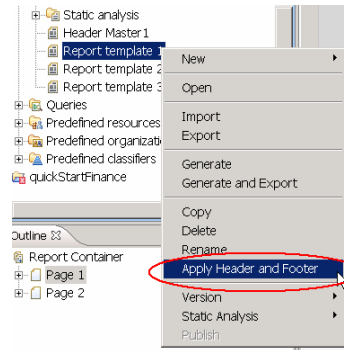 Static analysis
Header Master1
Report template 1
Report template 2
Report template 3
Queries
Predefined resources
Predefined organizati
Predefined classifiers
quickStartFinance
New
Open
Import
Export
Generate
Generate and Export
Copy
Delete
Rename
Apply Header and Footer
Version
Static Analysis
Publish
Outline
Report Container
Page 1
Page 2